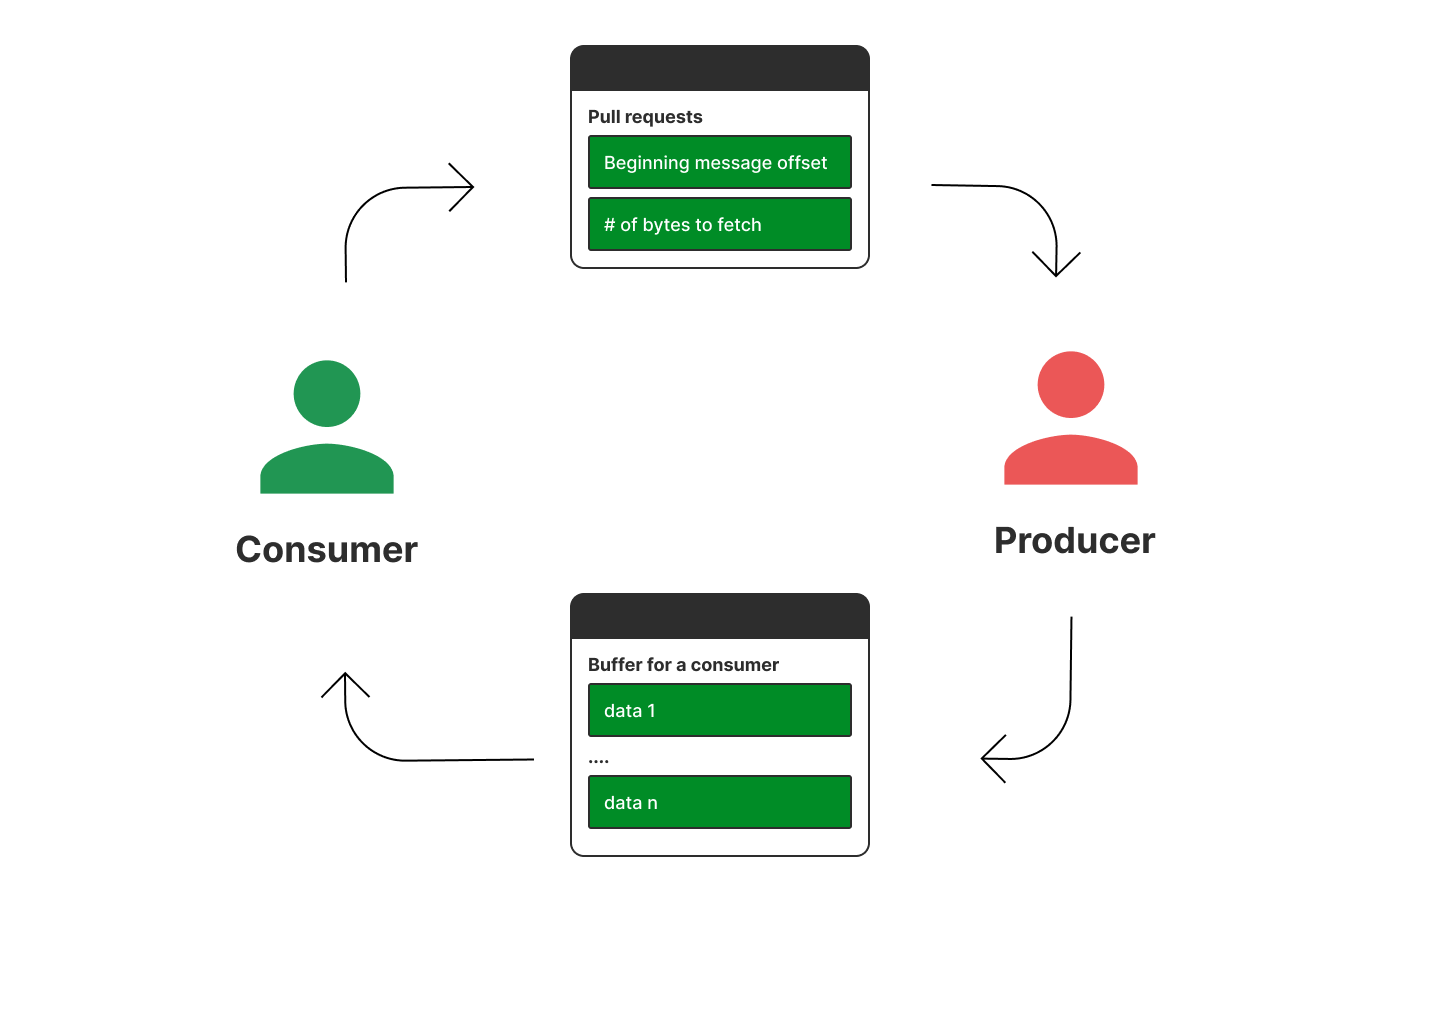 Pull requests
Beginning message offset
# of bytes to fetch
Consumer
Producer
Buffer for a consumer
data 1
....
data n